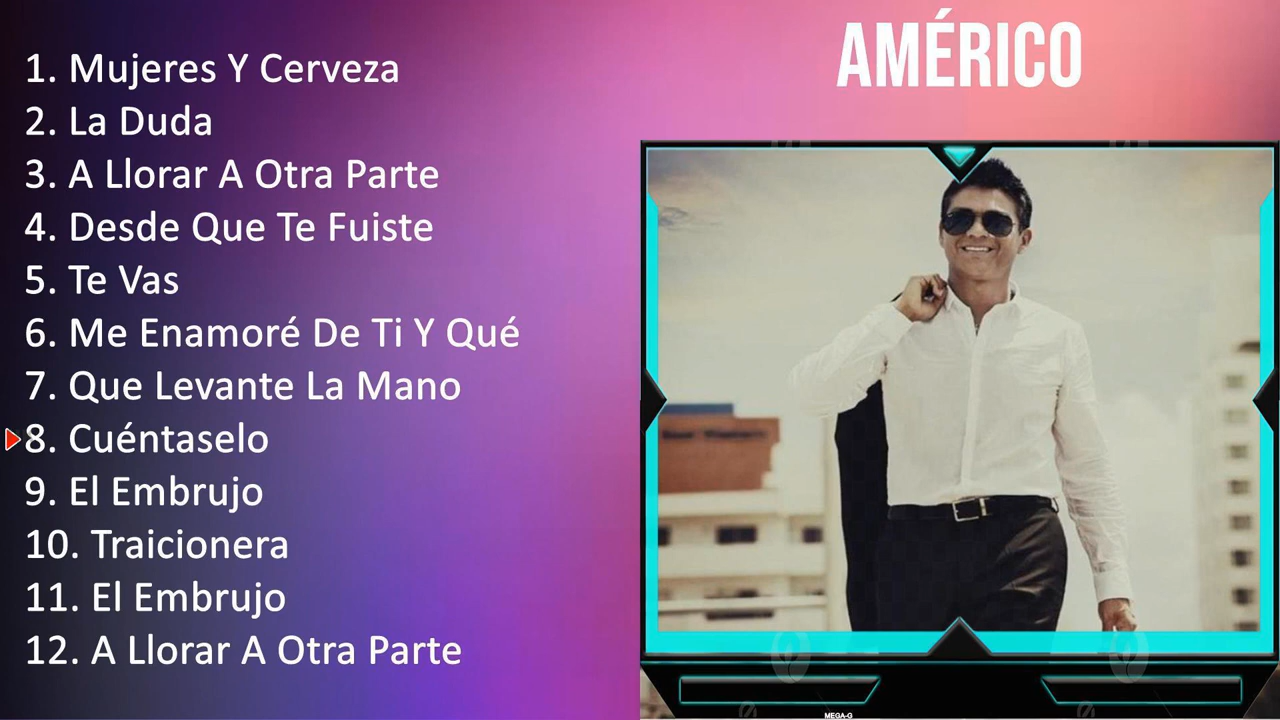 AMÉRICO
1. Mujeres Y Cerveza
2. La Duda
3. A Llorar A Otra Parte
4. Desde Que Te Fuiste
5. Te Vas
6. Me Enamoré De Ti Y Qué
7. Que Levante La Mano
8. Cuéntaselo
9. El Embrujo
10. Traicionera
11. El Embrujo
12. A Llorar A Otra Parte
MEGA-G